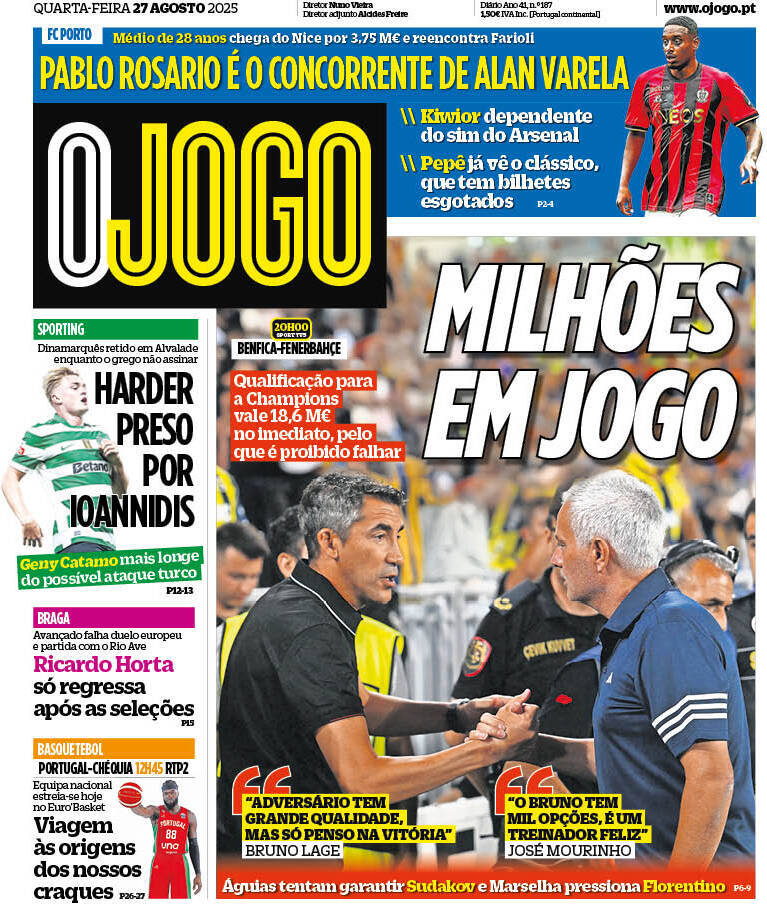 QUARTA-FEIRA 27 AGOSTO 2025
Diretor Nuno Vieira
Diretor adjunto Alcides Freire
Diário Ano 41, n.º 187
1,50€ IVA Inc. [Portugal continental]
www.ojogo.pt
FC PORTO
Médio de 28 anos chega do Nice por 3,75 M€ e reencontra Farioli
PABLO ROSARIO É O CONCORRENTE DE ALAN VARELA
\\ Kiwior dependente
do sim do Arsenal
\\ Pepê já vê o clássico,
que tem bilhetes
esgotados P2-4
INEOS
O JOGO
SPORTING
Dinamarquês retido em Alvalade
enquanto o grego não assinar
HARDER
PRESO
POR
IOANNIDIS
Betano
Geny Catamo mais longe
do possível ataque turco
P12-13
BRAGA
Avançado falha duelo europeu
e partida com o Rio Ave
Ricardo Horta
só regressa
após as seleções
P15
BASQUETEBOL
PORTUGAL-CHÉQUIA 12H45 RTP2
Equipa nacional
estreia-se hoje
no Euro'Basket
Viagem
às origens
dos nossos
craques P26-27
PORTUGAL
88
una
20H00
SPORT TV5
BENFICA-FENERBAHÇE
Qualificação para
a Champions
vale 18,6 M€
no imediato, pelo
que é proibido falhar
MILHÕES
EM JOGO
ÇEVİK KUVVET
“ADVERSÁRIO TEM
GRANDE QUALIDADE,
MAS SÓ PENSO NA VITÓRIA”
BRUNO LAGE
“O BRUNO TEM
MIL OPÇÕES, É UM
TREINADOR FELIZ”
JOSÉ MOURINHO
Águias tentam garantir Sudakov e Marselha pressiona Florentino P6-9